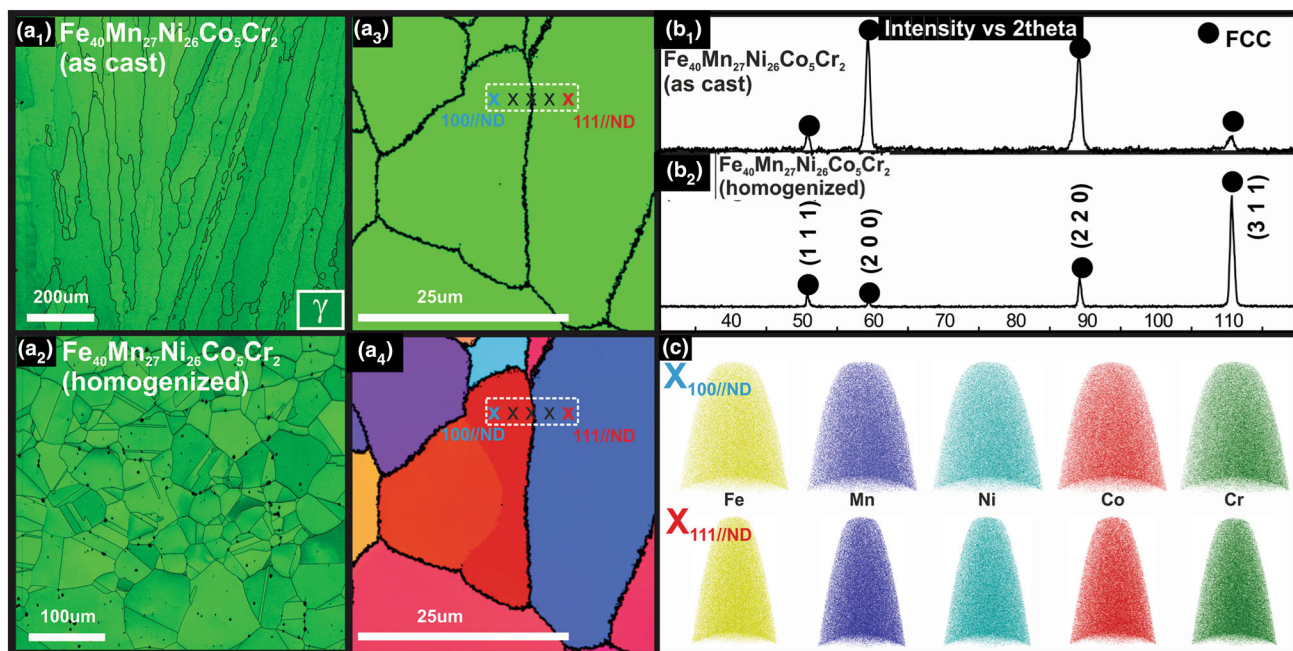 (a₁) Fe₄₀Mn₂₇Ni₂₆Co₅Cr₂
(as cast)
200um
γ
(a₂) Fe₄₀Mn₂₇Ni₂₆Co₅Cr₂
(homogenized)
100um
(a₃)
X X X X X
100//ND 111//ND
25um
(a₄)
X X X X X
100//ND 111//ND
25um
(b₁) Intensity vs 2theta
FCC
Fe₄₀Mn₂₇Ni₂₆Co₅Cr₂
(as cast)
(b₂) Fe₄₀Mn₂₇Ni₂₆Co₅Cr₂
(homogenized)
(1 1 1)
(2 0 0)
(2 2 0)
(3 1 1)
40 50 60 70 80 90 100 110
(c)
X₁₀₀//ND
Fe Mn Ni Co Cr
X₁₁₁//ND